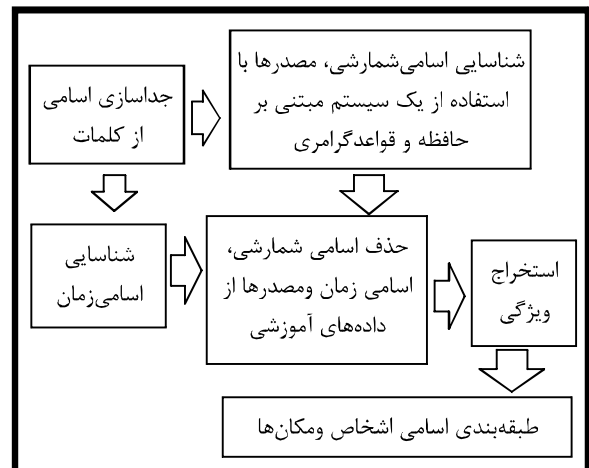 جداسازی اسامی
از کلمات
شناسایی اسامی‌شمارشی، مصدرها با
استفاده از یک سیستم مبتنی بر
حافظه و قواعدگرامری
شناسایی
اسامی‌زمان
حذف اسامی شمارشی،
اسامی زمان ومصدرها از
داده‌های آموزشی
استخراج
ویژگی
طبقه‌بندی اسامی اشخاص ومکان‌ها